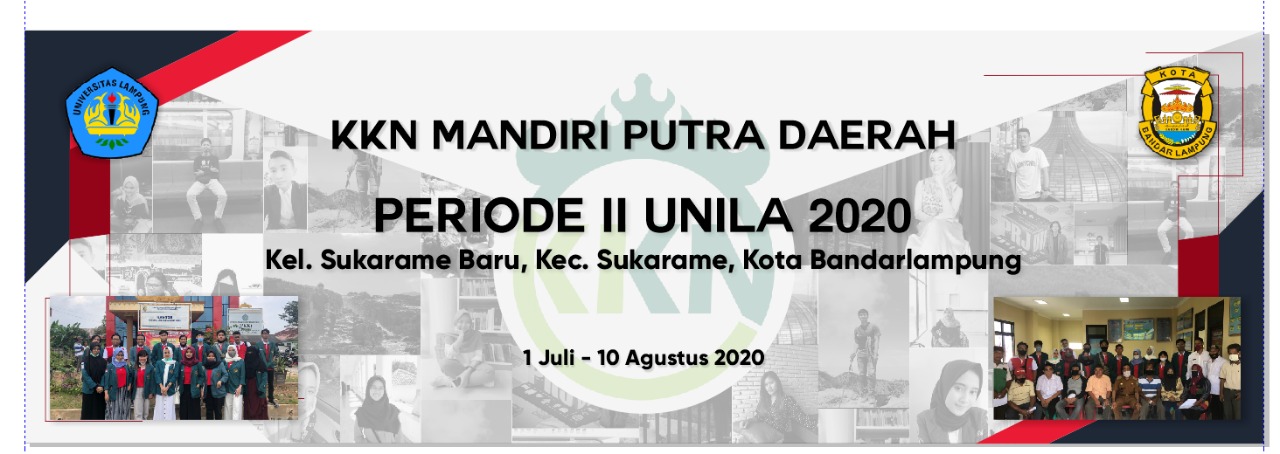 UNIVERSITAS LAMPUNG
KOTA
BANDAR LAMPUNG
KKN MANDIRI PUTRA DAERAH
PERIODE II UNILA 2020
Kel. Sukarame Baru, Kec. Sukarame, Kota Bandarlampung
KKN
1 Juli - 10 Agustus 2020